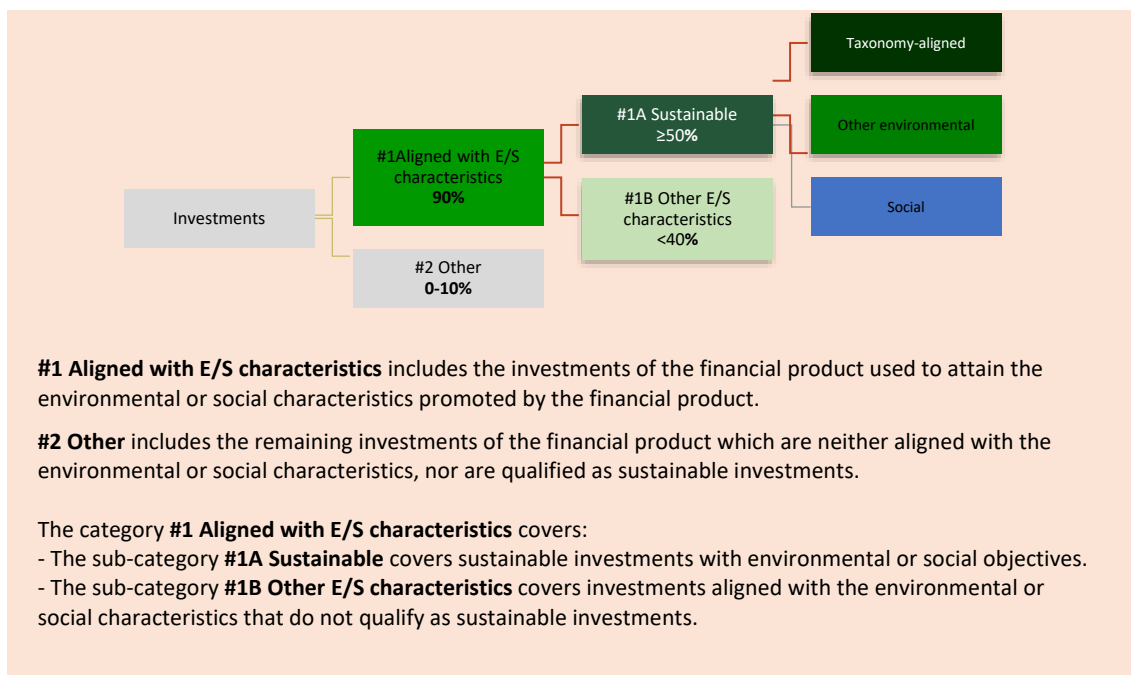 Taxonomy-aligned
#1A Sustainable
≥50%
Other environmental
#1Aligned with E/S
characteristics
90%
#1B Other E/S
characteristics
<40%
Social
Investments
#2 Other
0-10%
#1 Aligned with E/S characteristics includes the investments of the financial product used to attain the
environmental or social characteristics promoted by the financial product.
#2 Other includes the remaining investments of the financial product which are neither aligned with the
environmental or social characteristics, nor are qualified as sustainable investments.
The category #1 Aligned with E/S characteristics covers:
- The sub-category #1A Sustainable covers sustainable investments with environmental or social objectives.
- The sub-category #1B Other E/S characteristics covers investments aligned with the environmental or
social characteristics that do not qualify as sustainable investments.